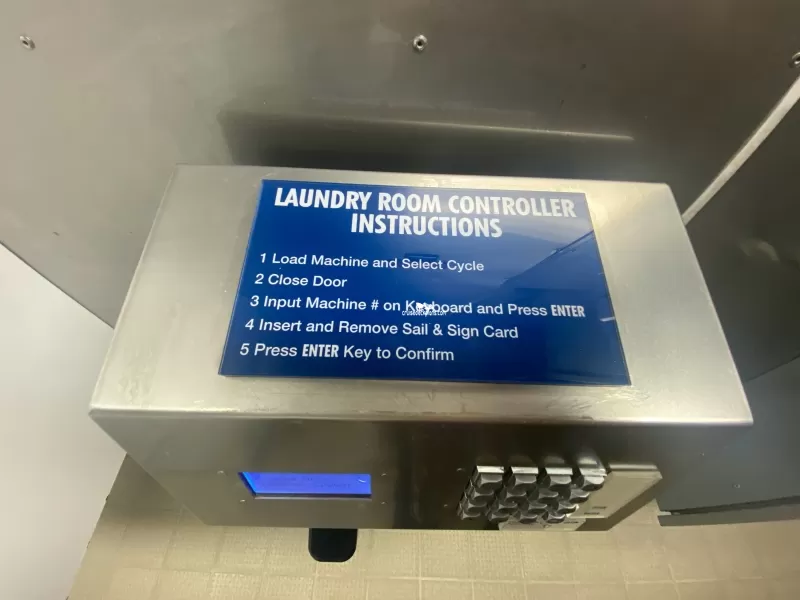 LAUNDRY ROOM CONTROLLER
INSTRUCTIONS
1 Load Machine and Select Cycle
2 Close Door
3 Input Machine # on Keyboard and Press ENTER
4 Insert and Remove Sail & Sign Card
5 Press ENTER Key to Confirm